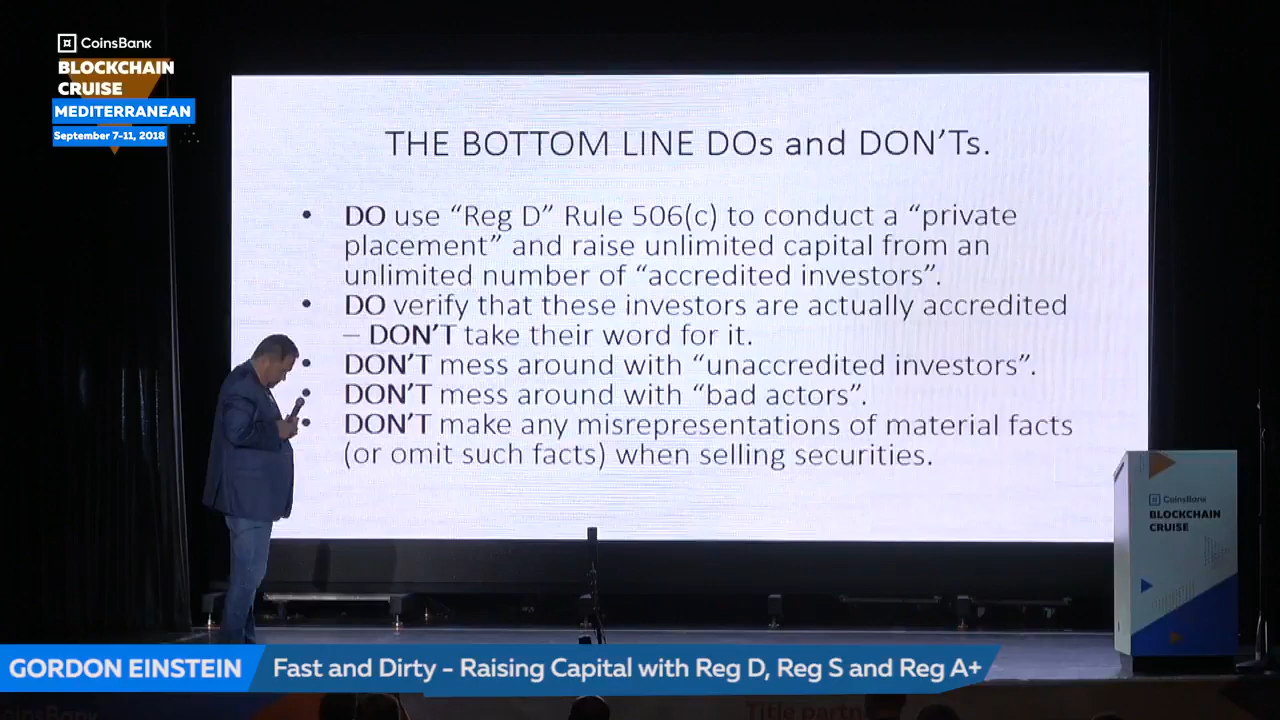 CoinsBank
BLOCKCHAIN
CRUISE
MEDITERRANEAN
September 7-11, 2018
THE BOTTOM LINE DOs and DON'Ts.
• DO use “Reg D” Rule 506(c) to conduct a “private
placement” and raise unlimited capital from an
unlimited number of “accredited investors”.
• DO verify that these investors are actually accredited
– DON'T take their word for it.
• DON'T mess around with “unaccredited investors”.
• DON'T mess around with “bad actors”.
• DON'T make any misrepresentations of material facts
(or omit such facts) when selling securities.
CoinsBank
BLOCKCHAIN
CRUISE
GORDON EINSTEIN
Fast and Dirty - Raising Capital with Reg D, Reg S and Reg A+
CoinsBank